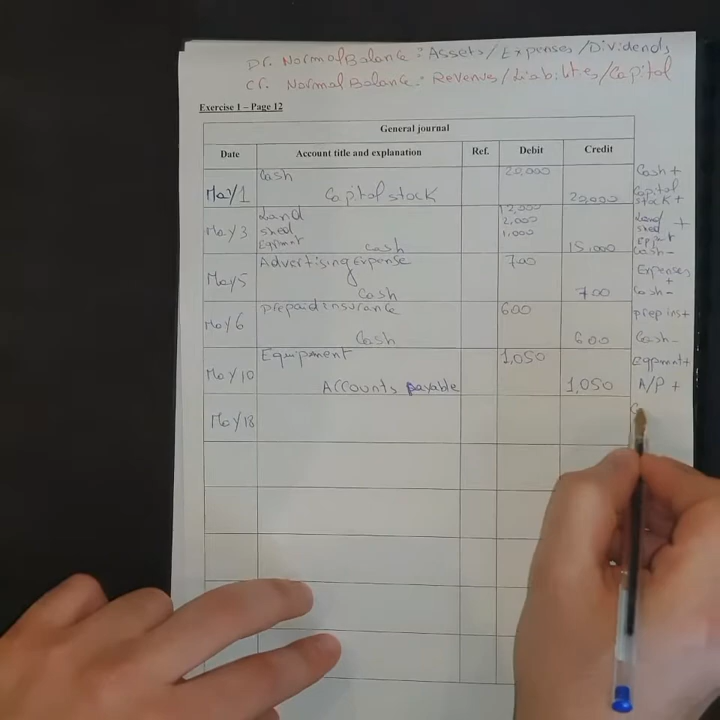 Dr. Normal Balance : Assets / Expenses / Dividends
Cr. Normal Balance : Revenues / Liabilities / Capital
Exercise 1 – Page 12
General journal
Date Account title and explanation Ref. Debit Credit
Cash 20,000 Cash +
May 1 Capital stock 20,000 Capital stock +
Land 12,000 Land
May 3 Shed 2,000 shed +
Eqpment 1,000 eqpment
Cash 15,000 Cash -
Advertising Expense 700 Expenses +
May 5 Cash 700 Cash -
Prepaid insurance 600 prep ins +
May 6 Cash 600 Cash -
Equipment 1,050 Eqpment +
May 10 Accounts payable 1,050 A/P +
May 18